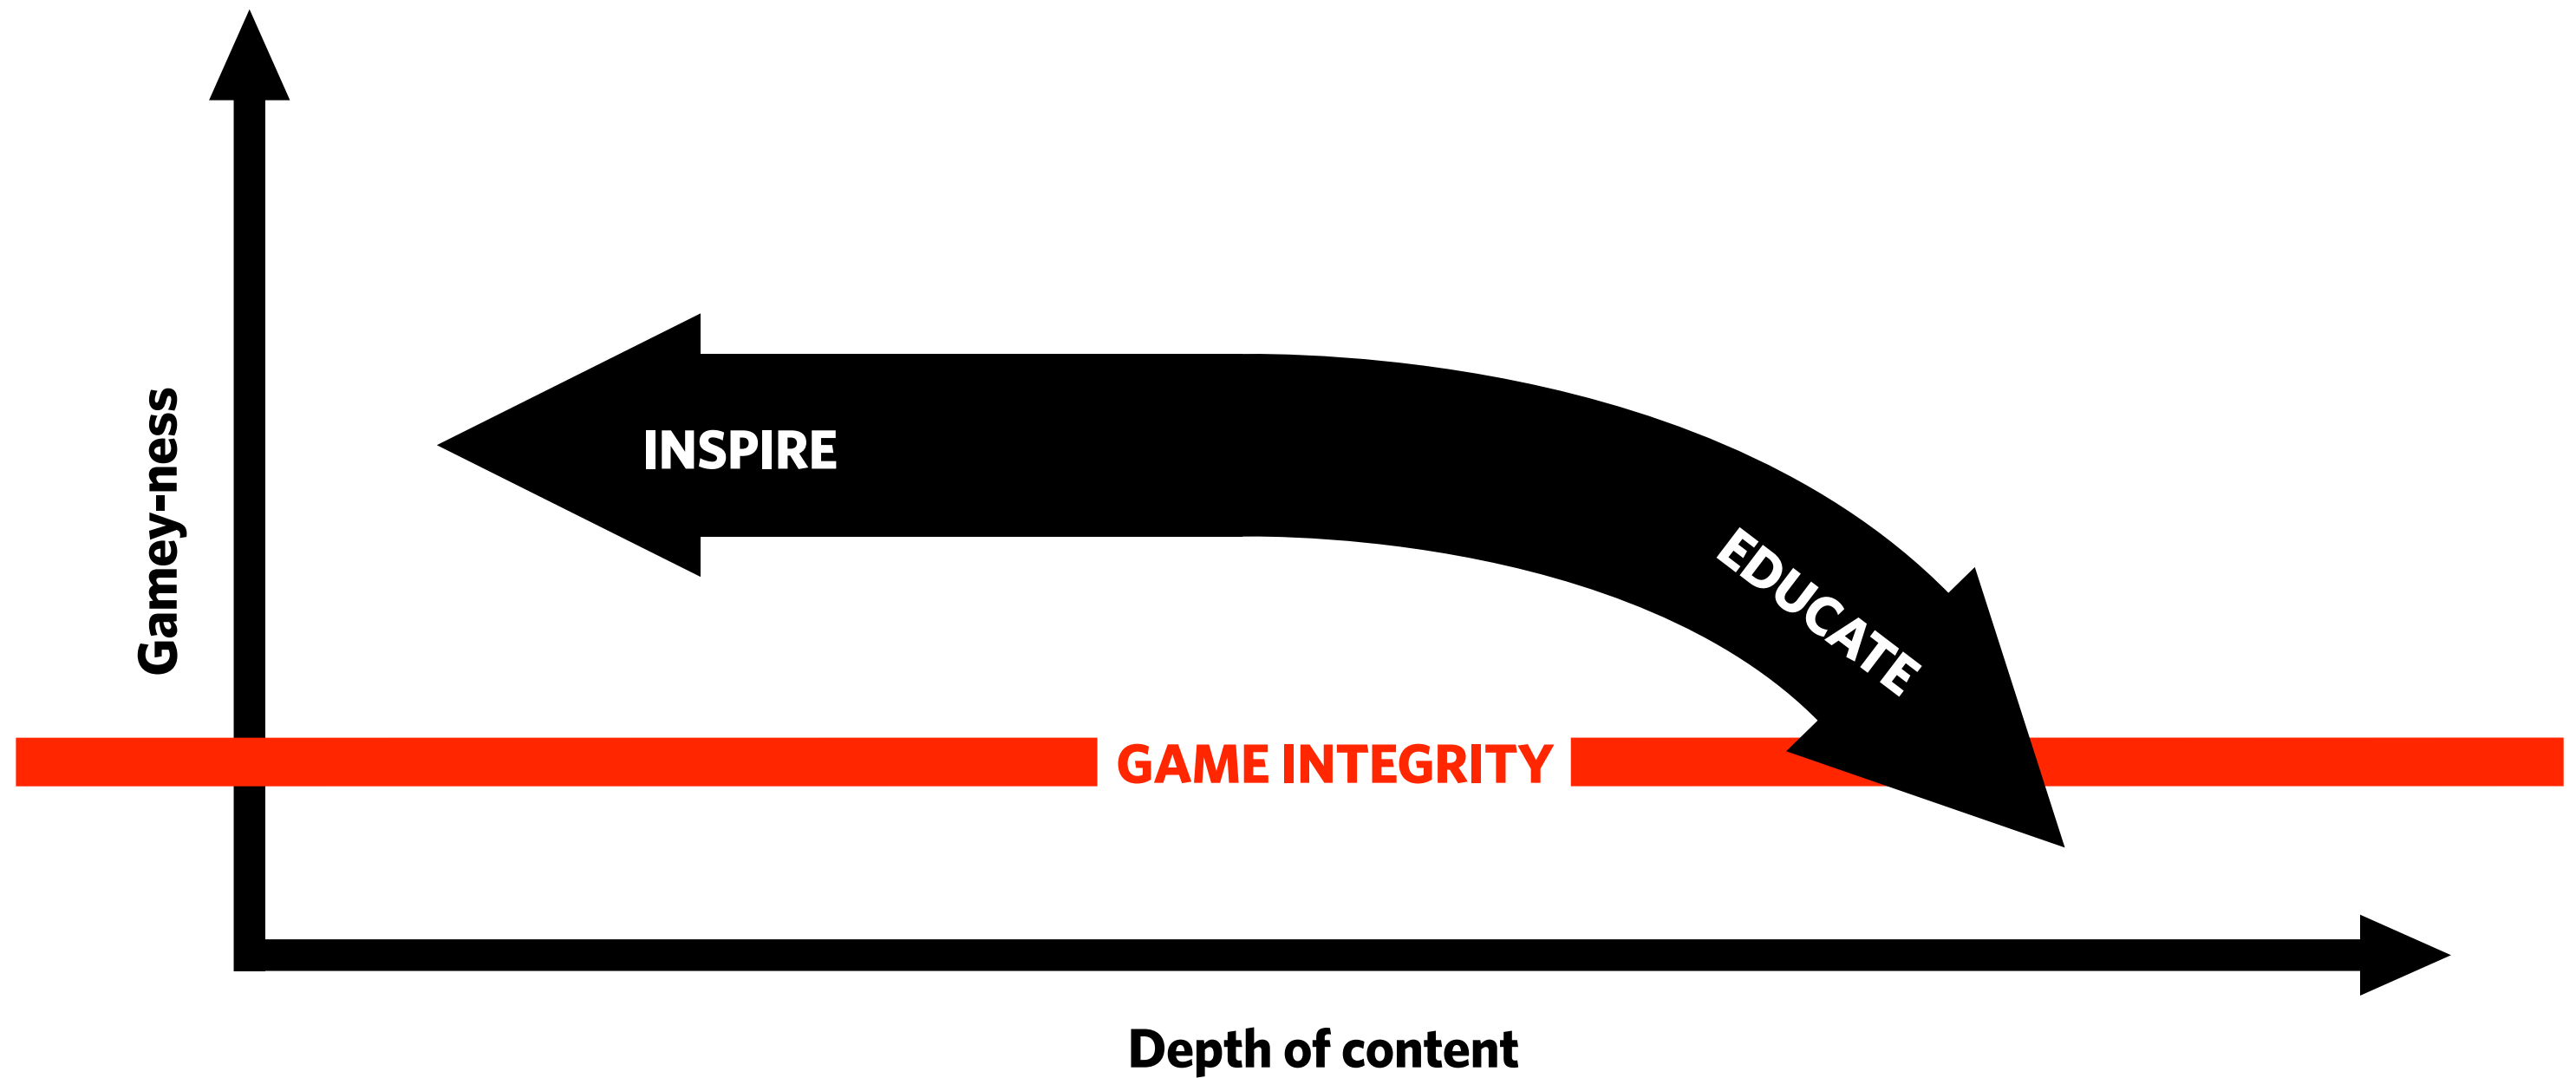 Gamey-ness
INSPIRE
EDUCATE
GAME INTEGRITY
Depth of content